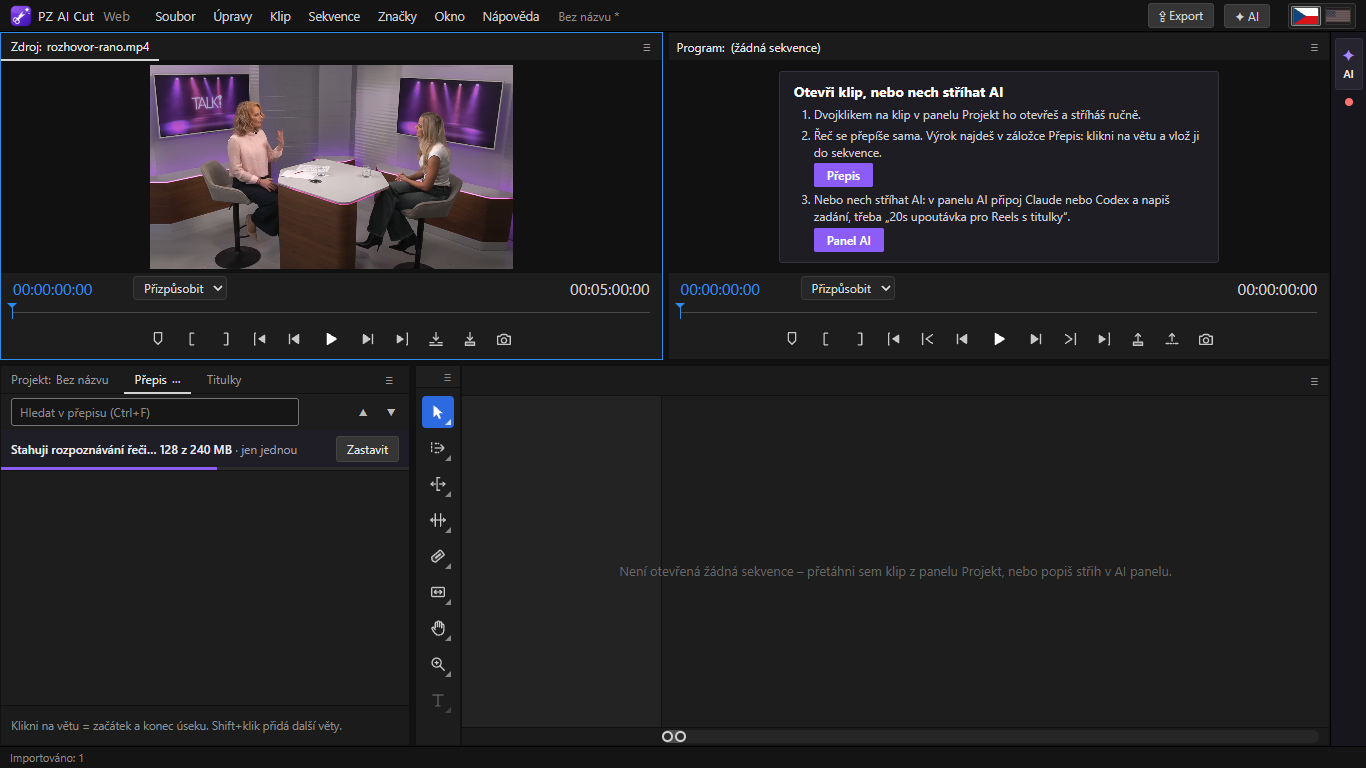 PZ AI Cut Web Soubor Úpravy Klip Sekvence Značky Okno Nápověda Bez názvu * Export AI
Zdroj: rozhovor-rano.mp4
TALK?
00:00:00:00 Přizpůsobit 00:05:00:00
Program: (žádná sekvence)
Otevři klip, nebo nech stříhat AI
1. Dvojklikem na klip v panelu Projekt ho otevřeš a stříháš ručně.
2. Řeč se přepíše sama. Výrok najdeš v záložce Přepis: klikni na větu a vlož ji
do sekvence.
Přepis
3. Nebo nech stříhat AI: v panelu AI připoj Claude nebo Codex a napiš
zadání, třeba „20s upoutávka pro Reels s titulky“.
Panel AI
00:00:00:00 Přizpůsobit 00:00:00:00
AI
Projekt: Bez názvu Přepis ... Titulky
Hledat v přepisu (Ctrl+F)
Stahuji rozpoznávání řeči... 128 z 240 MB · jen jednou Zastavit
Klikni na větu = začátek a konec úseku. Shift+klik přidá další věty.
Není otevřená žádná sekvence – přetáhni sem klip z panelu Projekt, nebo popiš střih v AI panelu.
Importováno: 1